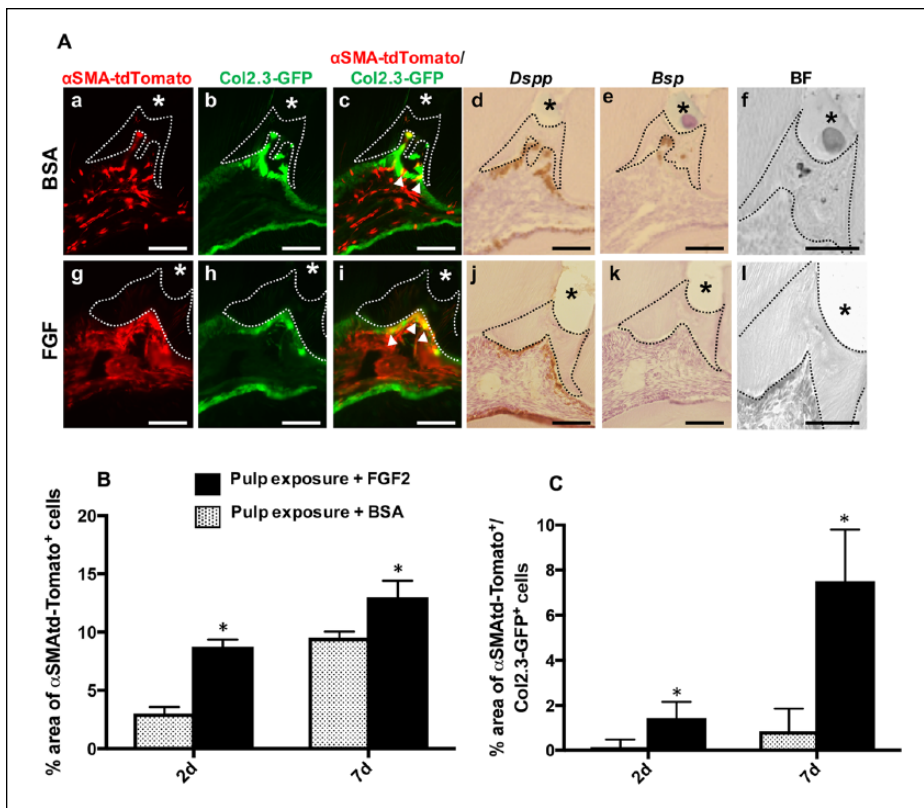 A
αSMA-tdTomato Col2.3-GFP αSMA-tdTomato/ Col2.3-GFP Dspp Bsp BF
BSA
a * b * c * d * e * f *
FGF
g * h * i * j * k * l *
B
Pulp exposure + FGF2
Pulp exposure + BSA
% area of αSMAtd-Tomato⁺ cells
20
15
10
5
0
*
*
2d 7d
C
% area of αSMAtd-Tomato⁺/
Col2.3-GFP⁺ cells
10
8
6
4
2
0
*
*
2d 7d